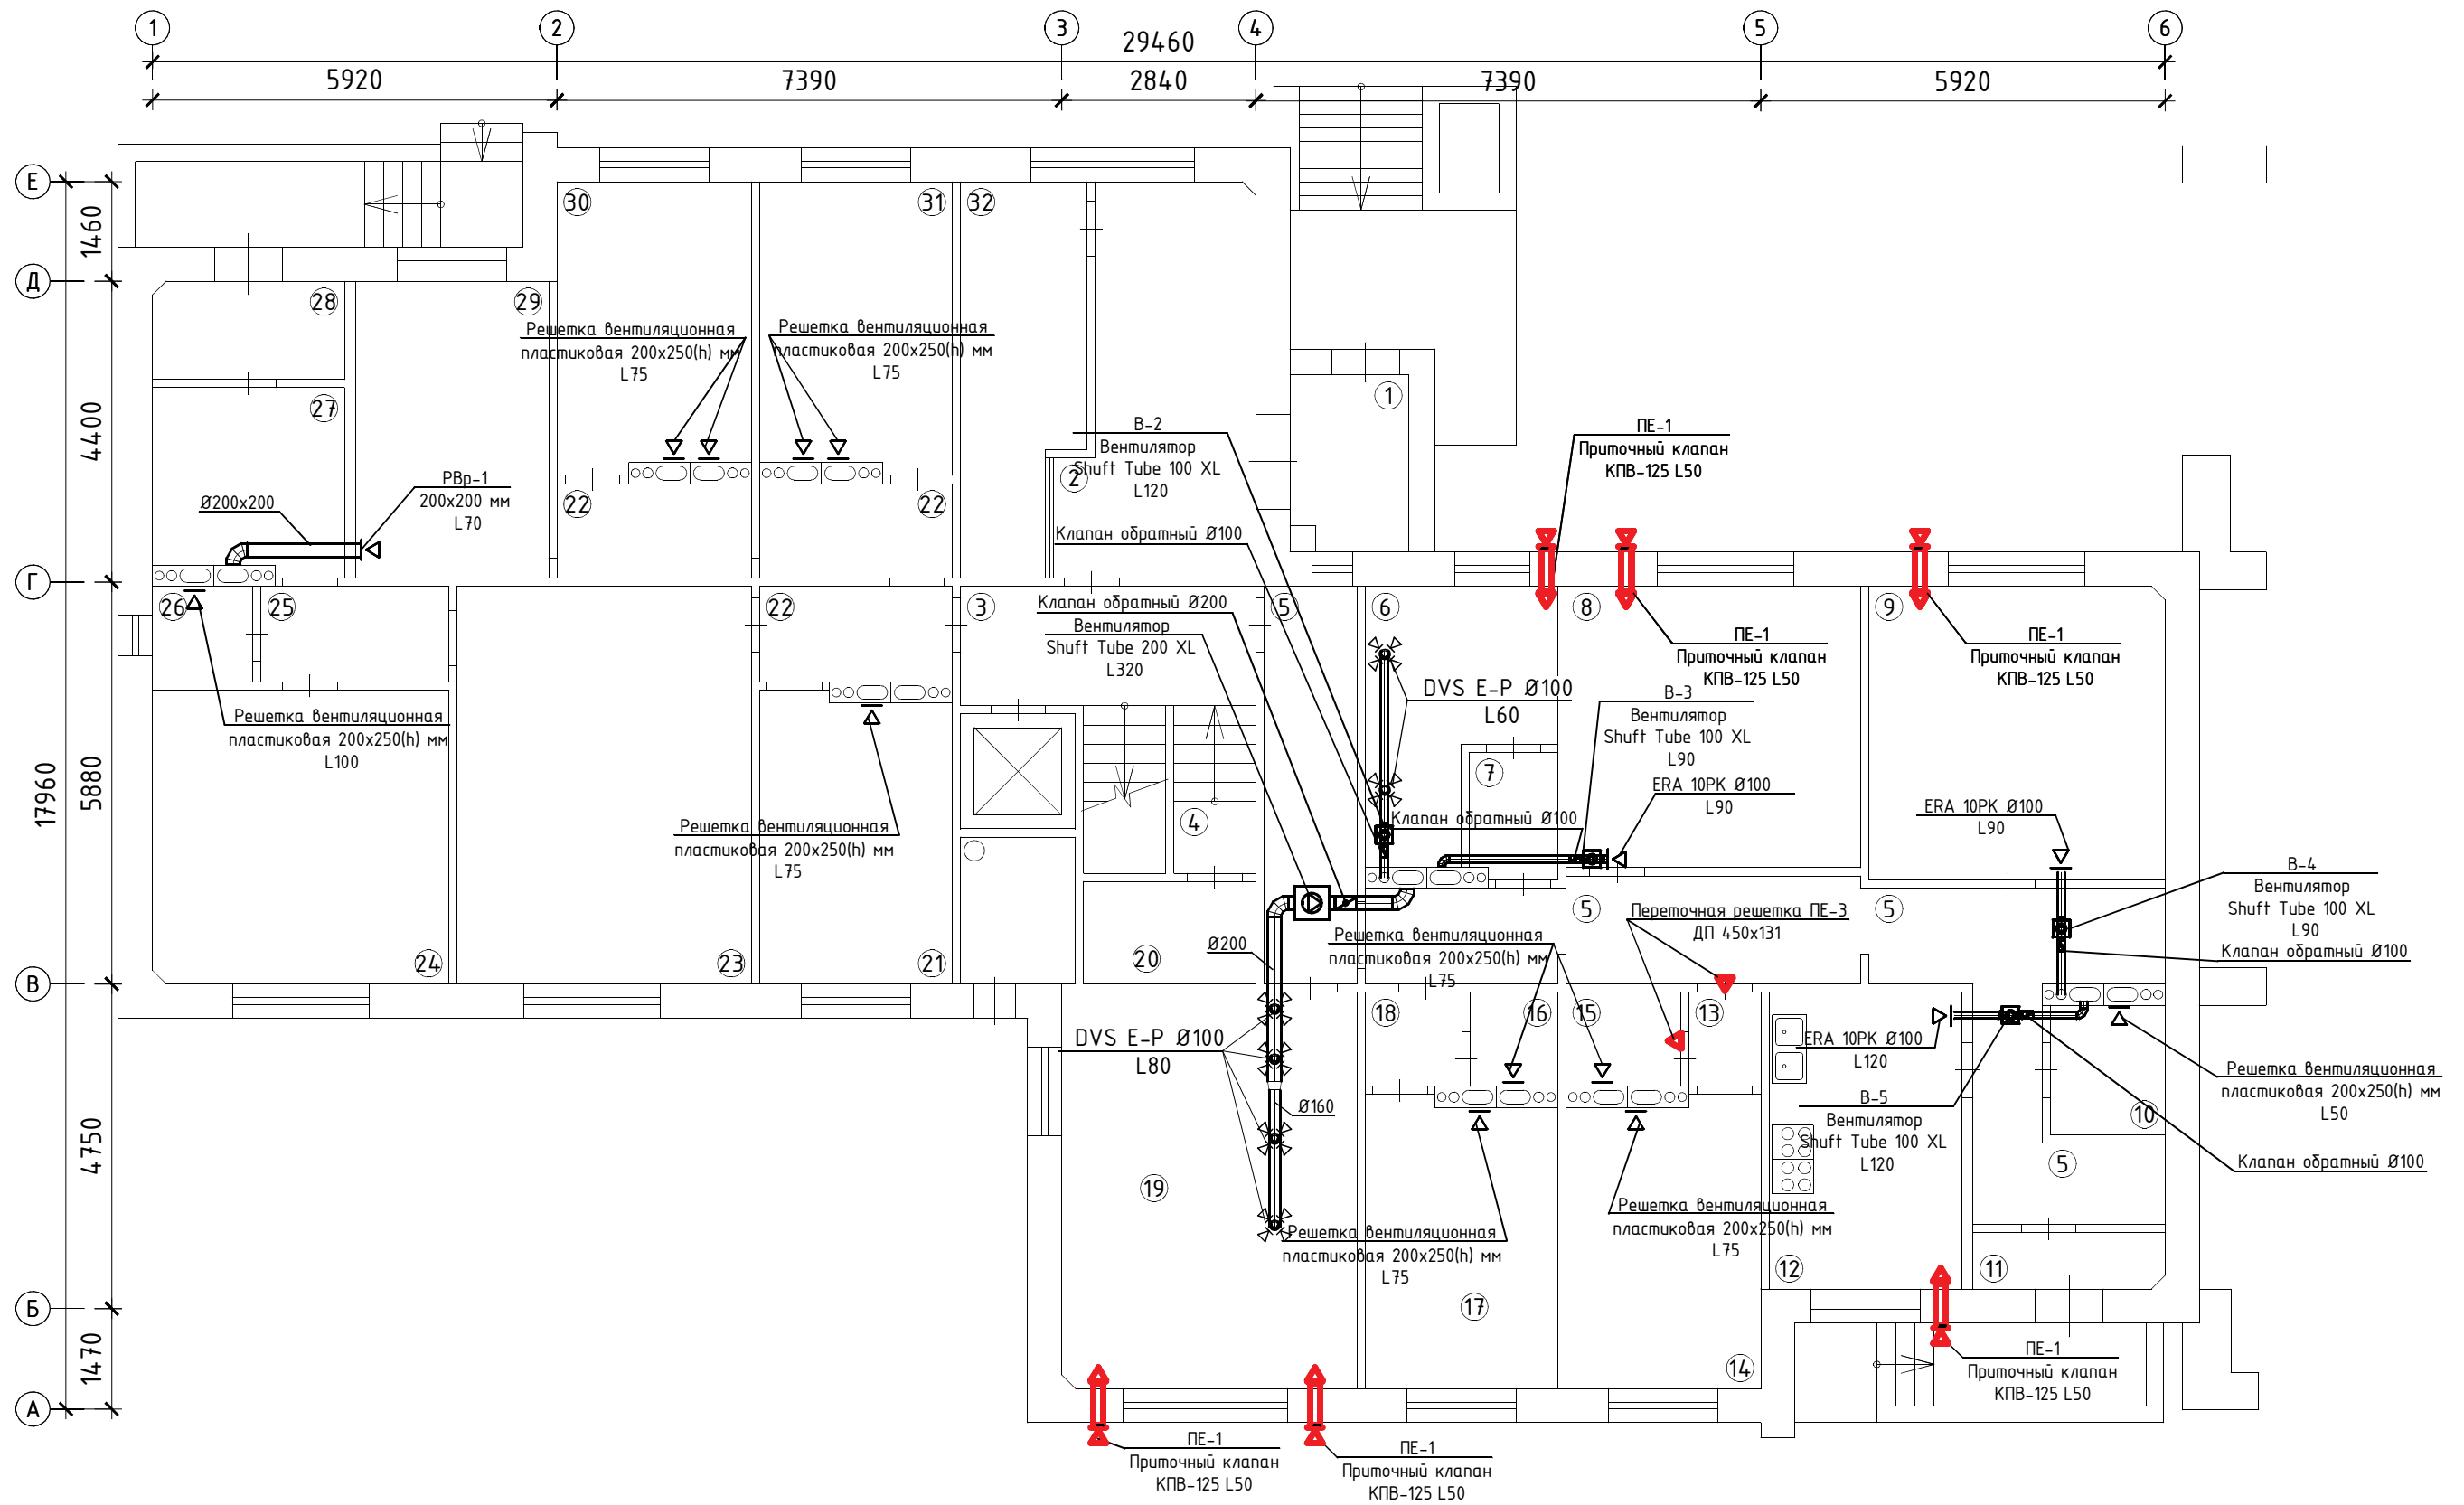 1
2
3
4
5
6
29460
5920
7390
2840
7390
5920
Е
Д
Г
В
Б
А
1460
4400
5880
4750
1470
17960
30
31
32
28
29
27
Решетка вентиляционная
пластиковая 200х250(h) мм
L75
Решетка вентиляционная
пластиковая 200х250(h) мм
L75
1
2
В-2
Вентилятор
Shuft Tube 100 XL
L120
ПЕ-1
Приточный клапан
КПВ-125 L50
РВр-1
200х200 мм
L70
Ø200х200
22
22
Клапан обратный Ø100
26
25
22
3
Клапан обратный Ø200
Вентилятор
Shuft Tube 200 XL
L320
5
6
8
9
ПЕ-1
Приточный клапан
КПВ-125 L50
ПЕ-1
Приточный клапан
КПВ-125 L50
DVS E-P Ø100
L60
В-3
Вентилятор
Shuft Tube 100 XL
L90
Решетка вентиляционная
пластиковая 200х250(h) мм
L100
7
ERA 10РК Ø100
L90
ERA 10РК Ø100
L90
Клапан обратный Ø100
4
Решетка вентиляционная
пластиковая 200х250(h) мм
L75
В-4
Вентилятор
Shuft Tube 100 XL
L90
Клапан обратный Ø100
5
5
Переточная решетка ПЕ-3
ДП 450х131
Решетка вентиляционная
пластиковая 200х250(h) мм
L75
Ø200
24
23
21
20
18
16
15
13
DVS E-P Ø100
L80
ERA 10РК Ø100
L120
В-5
Вентилятор
Shuft Tube 100 XL
L120
Ø160
Решетка вентиляционная
пластиковая 200х250(h) мм
L50
10
Клапан обратный Ø100
5
19
Решетка вентиляционная
пластиковая 200х250(h) мм
L75
Решетка вентиляционная
пластиковая 200х250(h) мм
L75
12
11
17
14
ПЕ-1
Приточный клапан
КПВ-125 L50
ПЕ-1
Приточный клапан
КПВ-125 L50
ПЕ-1
Приточный клапан
КПВ-125 L50